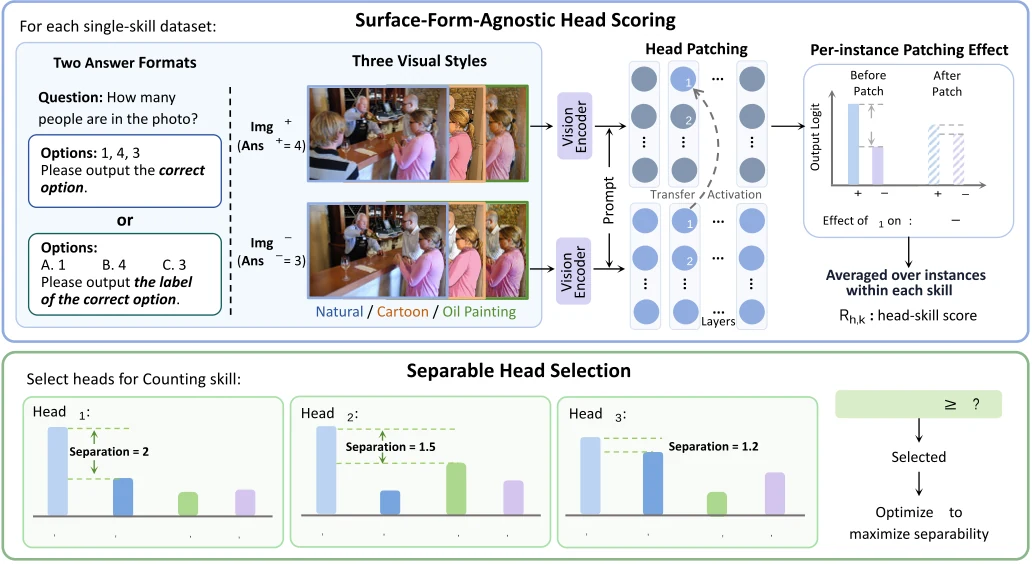 Surface-Form-Agnostic Head Scoring
For each single-skill dataset:
Two Answer Formats
Question: How many
people are in the photo?
Options: 1, 4, 3
Please output the correct
option.
or
Options:
A. 1 B. 4 C. 3
Please output the label
of the correct option.
Three Visual Styles
Img +
(Ans + = 4)
Img −
(Ans − = 3)
Natural / Cartoon / Oil Painting
Vision
Encoder
Prompt
Vision
Encoder
Head Patching
1 ...
2
Transfer Activation
1
2 ...
...
Layers
Per-instance Patching Effect
Before
Patch
After
Patch
Output Logit
+ − + −
Effect of 1 on : −
Averaged over instances
within each skill
Rh,k : head-skill score
Separable Head Selection
Select heads for Counting skill:
Head 1:
Separation = 2
Head 2:
Separation = 1.5
Head 3:
Separation = 1.2
≥ ?
Selected
Optimize to
maximize separability